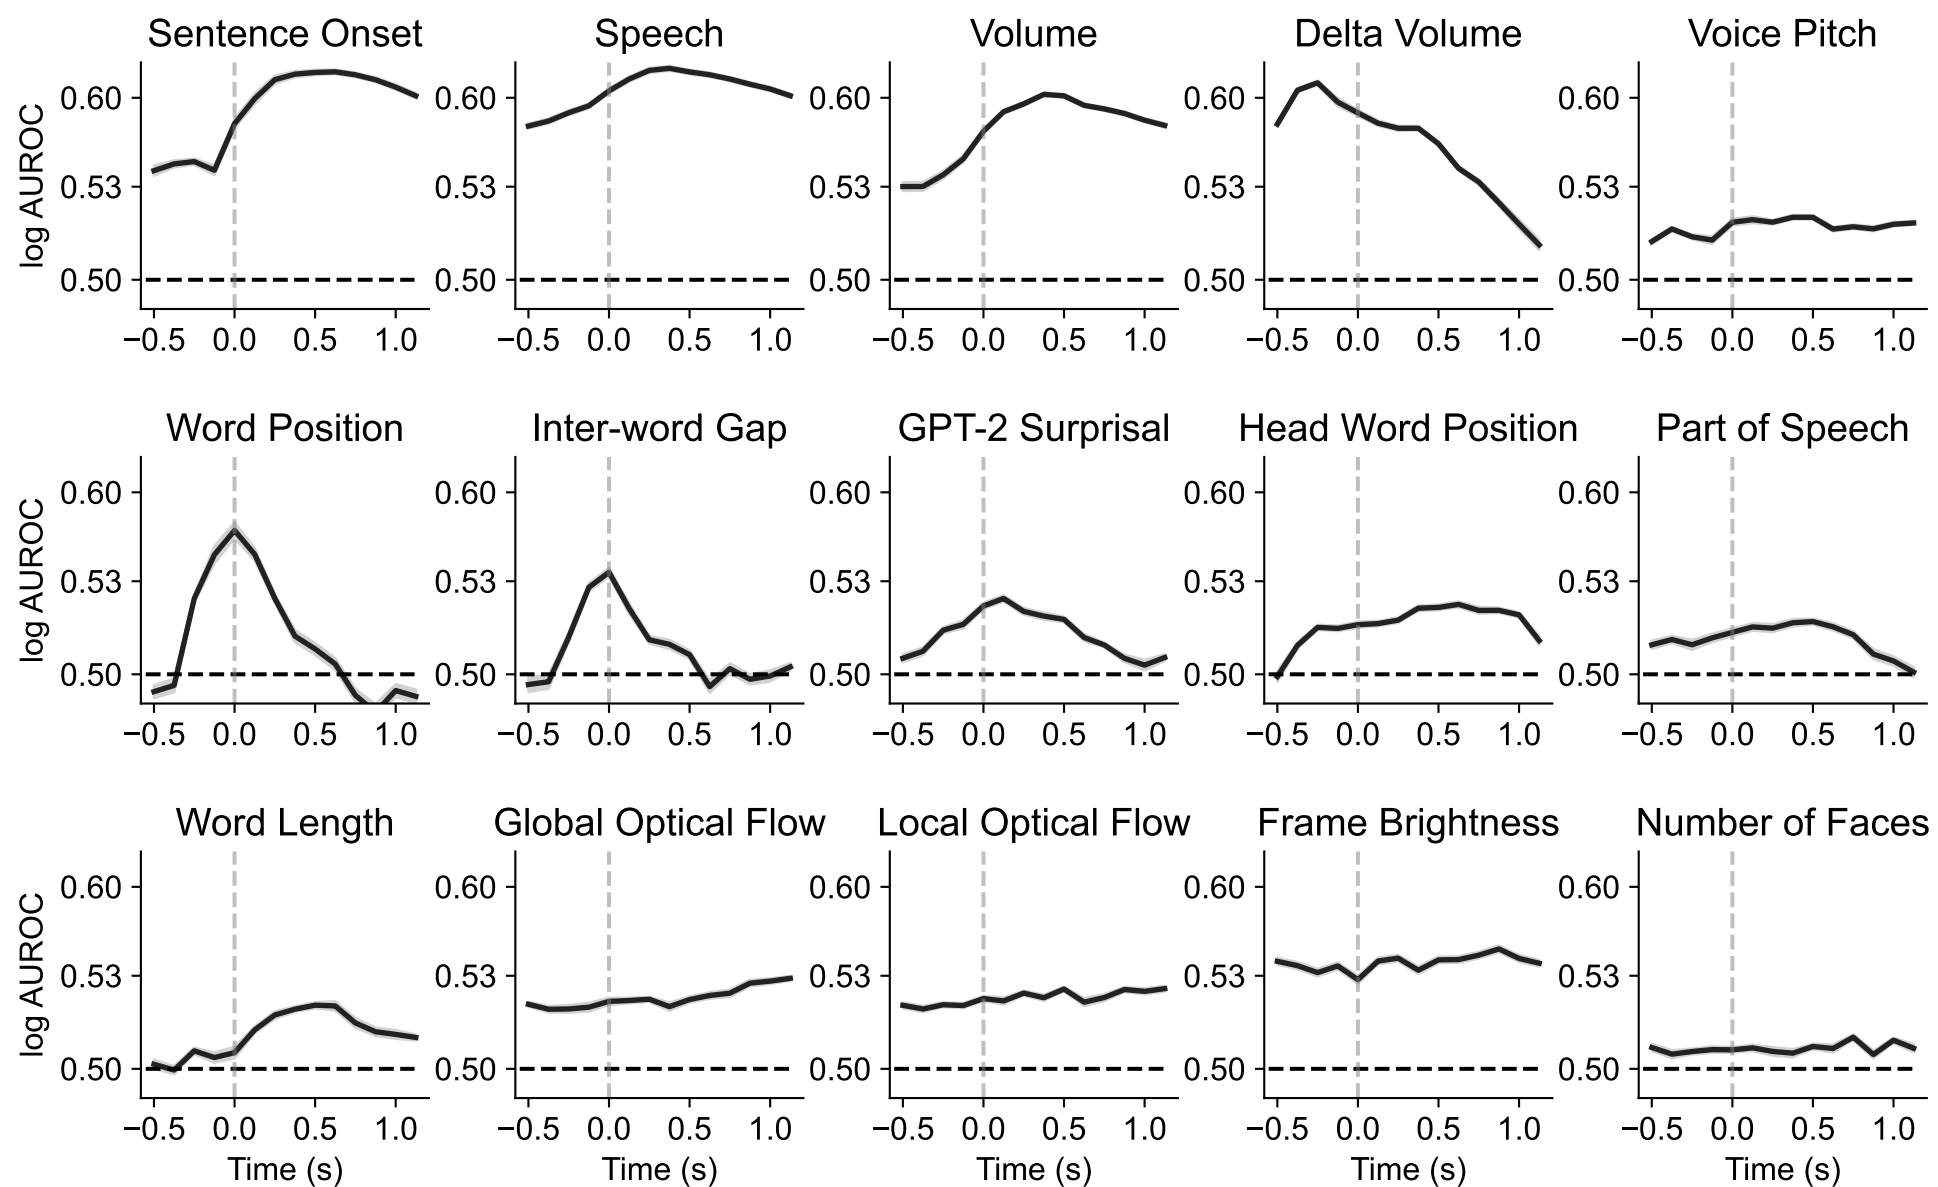 Sentence Onset
Speech
Volume
Delta Volume
Voice Pitch
log AUROC
0.60
0.53
0.50
0.60
0.53
0.50
0.60
0.53
0.50
0.60
0.53
0.50
0.60
0.53
0.50
−0.5 0.0 0.5 1.0
−0.5 0.0 0.5 1.0
−0.5 0.0 0.5 1.0
−0.5 0.0 0.5 1.0
−0.5 0.0 0.5 1.0
Word Position
Inter-word Gap
GPT-2 Surprisal
Head Word Position
Part of Speech
log AUROC
0.60
0.53
0.50
0.60
0.53
0.50
0.60
0.53
0.50
0.60
0.53
0.50
0.60
0.53
0.50
−0.5 0.0 0.5 1.0
−0.5 0.0 0.5 1.0
−0.5 0.0 0.5 1.0
−0.5 0.0 0.5 1.0
−0.5 0.0 0.5 1.0
Word Length
Global Optical Flow
Local Optical Flow
Frame Brightness
Number of Faces
log AUROC
0.60
0.53
0.50
0.60
0.53
0.50
0.60
0.53
0.50
0.60
0.53
0.50
0.60
0.53
0.50
−0.5 0.0 0.5 1.0
−0.5 0.0 0.5 1.0
−0.5 0.0 0.5 1.0
−0.5 0.0 0.5 1.0
−0.5 0.0 0.5 1.0
Time (s)
Time (s)
Time (s)
Time (s)
Time (s)